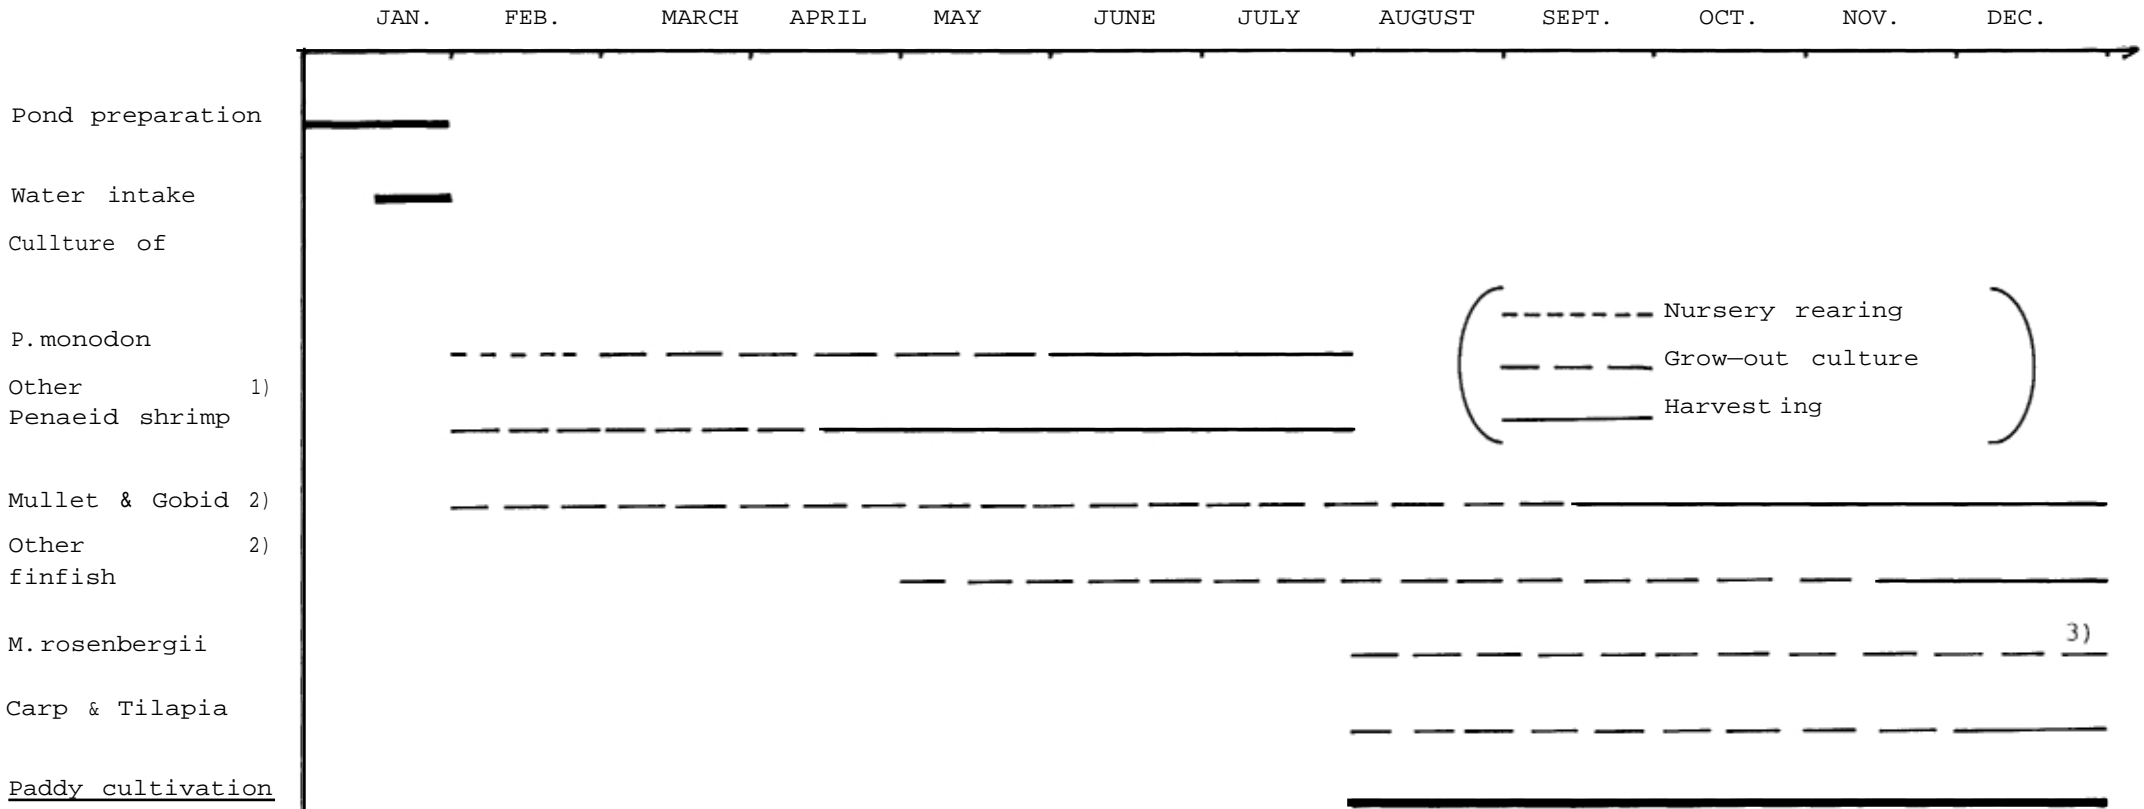 JAN. FEB. MARCH APRIL MAY JUNE JULY AUGUST SEPT. OCT. NOV. DEC.
Pond preparation
Water intake
Cullture of
Nursery rearing
P.monodon
Grow—out culture
Other 1)
Penaeid shrimp
Harvesting
Mullet & Gobid 2)
Other 2)
finfish
M.rosenbergii
3)
Carp & Tilapia
Paddy cultivation